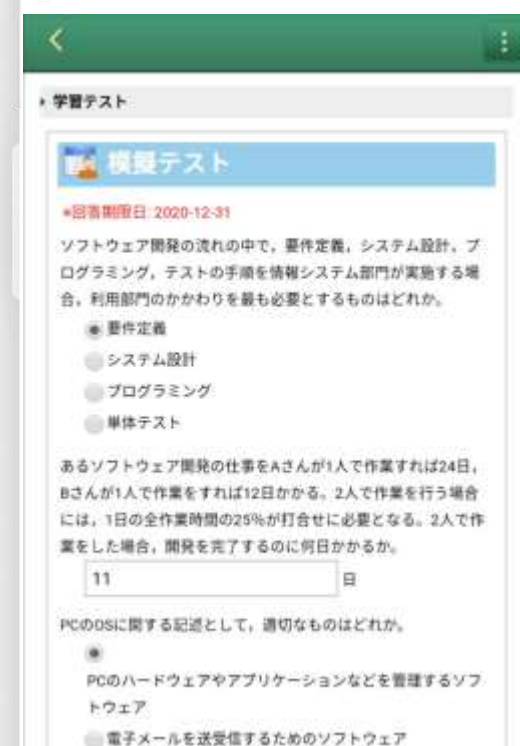 学習テスト
模擬テスト
*回答期限日: 2020-12-31
ソフトウェア開発の流れの中で，要件定義，システム設計，プ
ログラミング，テストの手順を情報システム部門が実施する場
合，利用部門のかかわりを最も必要とするものはどれか。
要件定義
システム設計
プログラミング
単体テスト
あるソフトウェア開発の仕事をAさんが1人で作業すれば24日，
Bさんが1人で作業をすれば12日かかる。2人で作業を行う場合
には，1日の全作業時間の25%が打合せに必要となる。2人で作
業をした場合，開発を完了するのに何日かかるか。
11 日
PCのOSに関する記述として，適切なものはどれか。
PCのハードウェアやアプリケーションなどを管理するソフ
トウェア
電子メールを送受信するためのソフトウェア